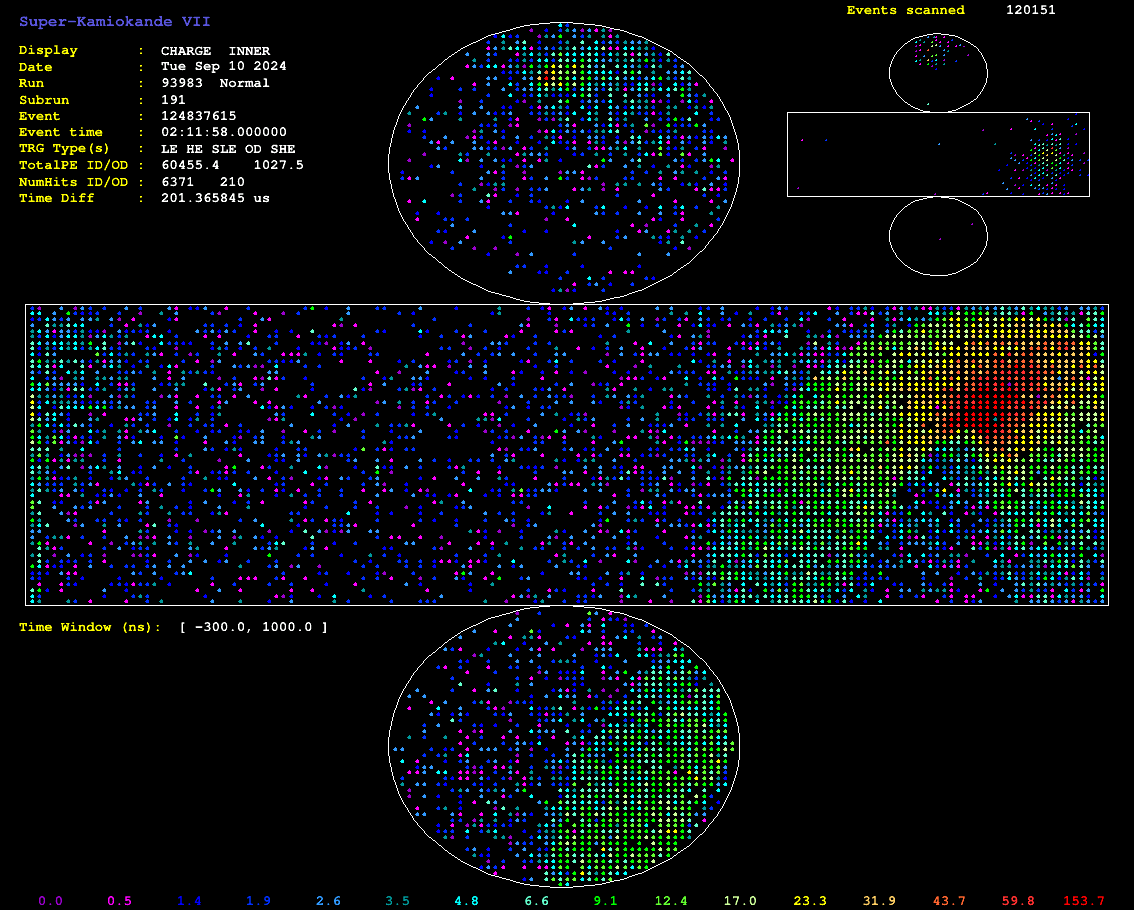 Super-Kamiokande VII
Events scanned 120151
Display : CHARGE INNER
Date : Tue Sep 10 2024
Run : 93983 Normal
Subrun : 191
Event : 124837615
Event time : 02:11:58.000000
TRG Type(s) : LE HE SLE OD SHE
TotalPE ID/OD : 60455.4 1027.5
NumHits ID/OD : 6371 210
Time Diff : 201.365845 us
Time Window (ns): [ -300.0, 1000.0 ]
0.0 0.5 1.4 1.9 2.6 3.5 4.8 6.6 9.1 12.4 17.0 23.3 31.9 43.7 59.8 153.7